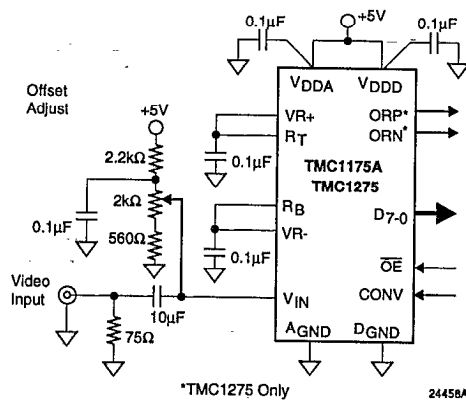 0.1µF
+5V
0.1µF
Offset
Adjust
+5V
2.2kΩ
2kΩ
0.1µF
560Ω
Video
Input
75Ω
10µF
VDDA
VDDD
VR+
RT
0.1µF
RB
VR-
0.1µF
VIN
AGND
DGND
TMC1175A
TMC1275
ORP*
ORN*
D7-0
OE
CONV
*TMC1275 Only
24458A